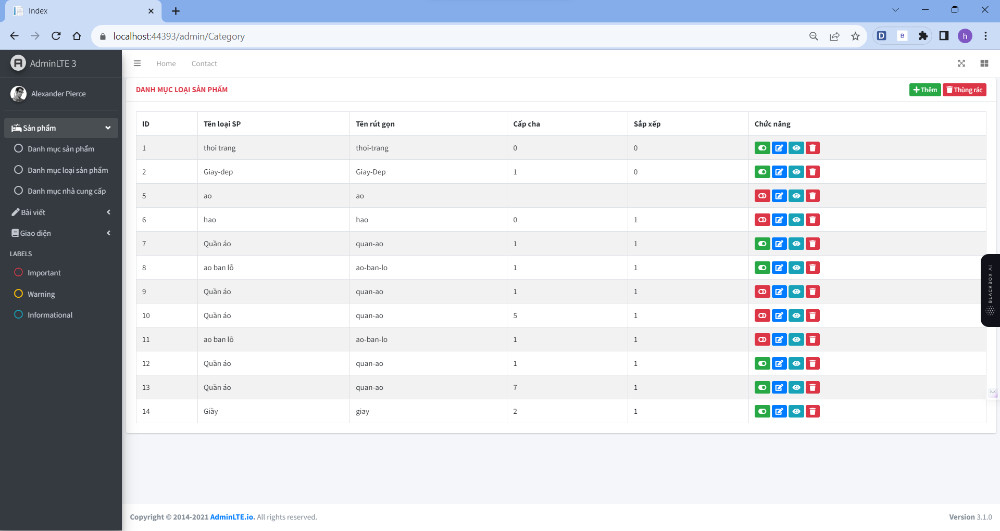 Index
localhost:44393/admin/Category
D
B
h
AdminLTE 3
Home
Contact
Alexander Pierce
Sản phẩm
Danh mục sản phẩm
Danh mục loại sản phẩm
Danh mục nhà cung cấp
Bài viết
Giao diện
LABELS
Important
Warning
Informational
DANH MỤC LOẠI SẢN PHẨM
Thêm
Thùng rác
ID Tên loại SP Tên rút gọn Cấp cha Sắp xếp Chức năng
1 thoi trang thoi-trang 0 0
2 Giay-dep Giay-Dep 1 0
5 ao ao
6 hao hao 0 1
7 Quần áo quan-ao 1 1
8 ao ban lỗ ao-ban-lo 1 1
9 Quần áo quan-ao 1 1
10 Quần áo quan-ao 5 1
11 ao ban lỗ ao-ban-lo 1 1
12 Quần áo quan-ao 1 1
13 Quần áo quan-ao 7 1
14 Giầy giay 2 1
BLACKBOX AI
Copyright © 2014-2021 AdminLTE.io. All rights reserved.
Version 3.1.0